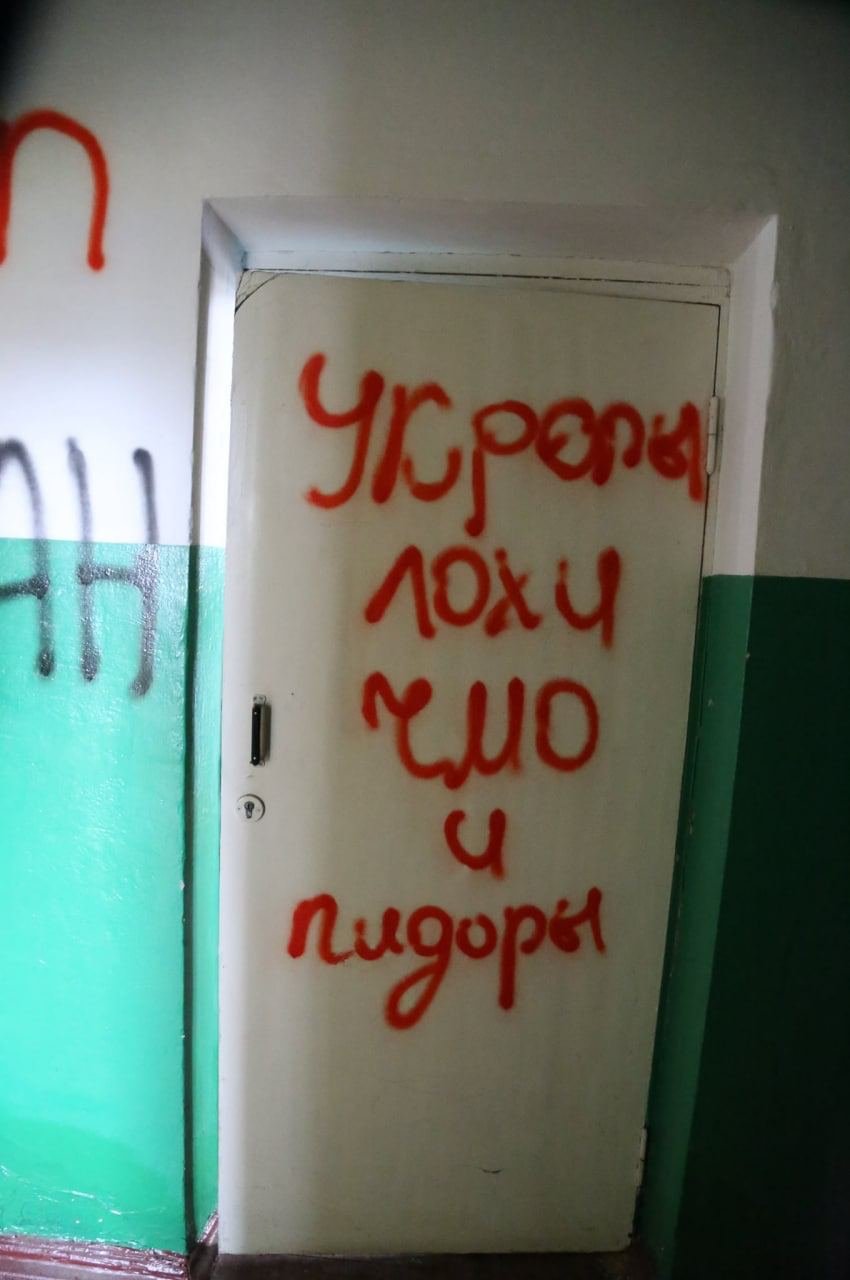 Укропы
лохи
чмо
и
пидоры